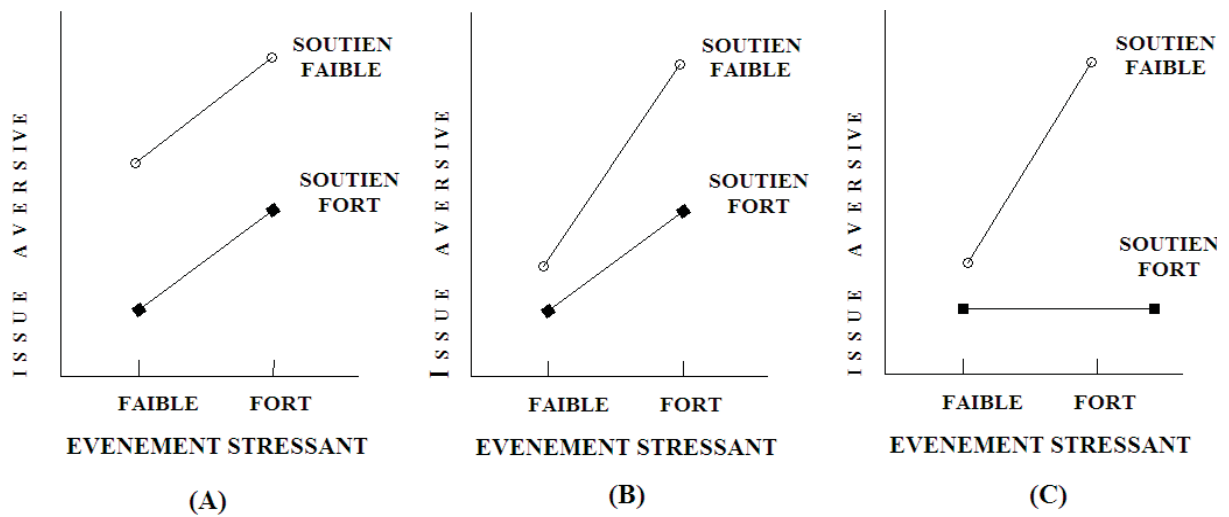 SOUTIEN
FAIBLE
SOUTIEN
FORT
ISSUE AVERSIVE
FAIBLE FORT
EVENEMENT STRESSANT
(A)
SOUTIEN
FAIBLE
SOUTIEN
FORT
ISSUE AVERSIVE
FAIBLE FORT
EVENEMENT STRESSANT
(B)
SOUTIEN
FAIBLE
SOUTIEN
FORT
ISSUE AVERSIVE
FAIBLE FORT
EVENEMENT STRESSANT
(C)